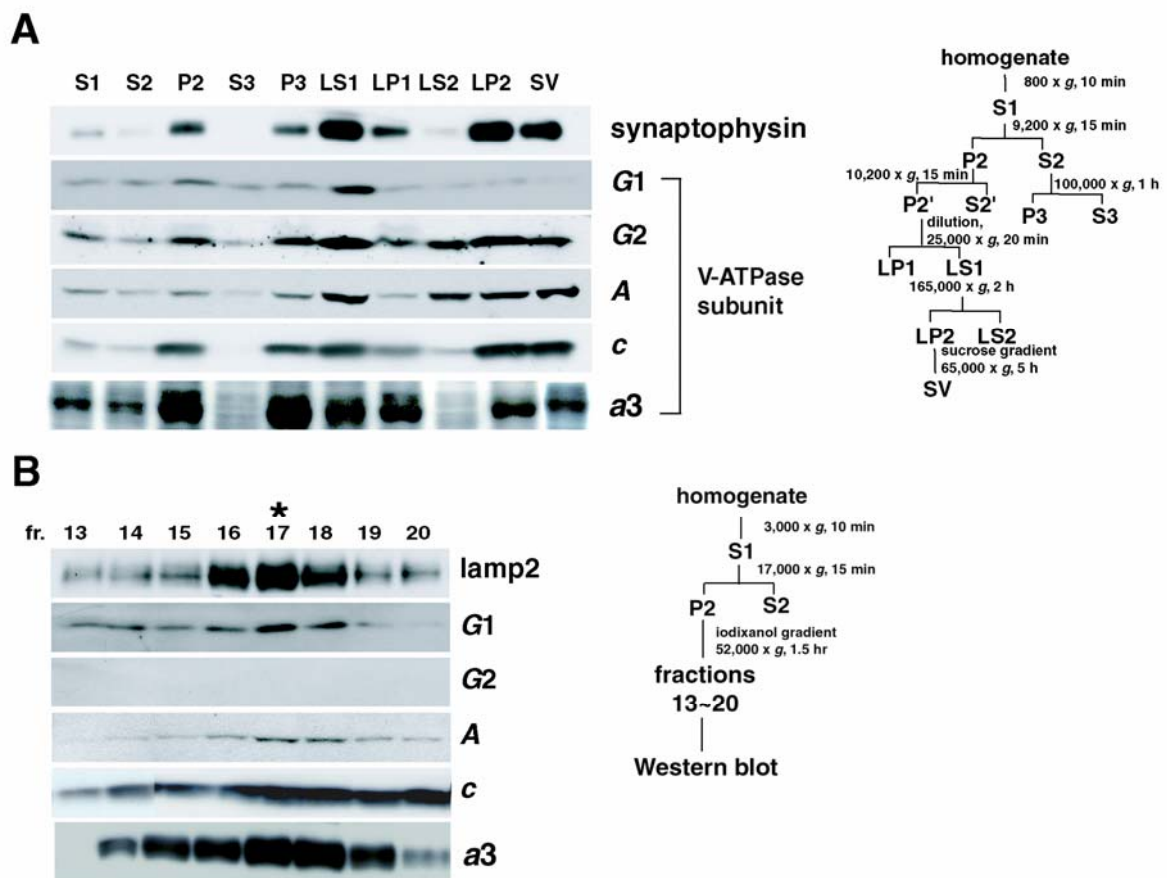 A
S1 S2 P2 S3 P3 LS1 LP1 LS2 LP2 SV
synaptophysin
G1
G2
A
c
a3
V-ATPase
subunit
homogenate
800 x g, 10 min
S1
9,200 x g, 15 min
P2 S2
10,200 x g, 15 min
100,000 x g, 1 h
P2' S2' P3 S3
dilution,
25,000 x g, 20 min
LP1 LS1
165,000 x g, 2 h
LP2 LS2
sucrose gradient
65,000 x g, 5 h
SV
B
*
fr. 13 14 15 16 17 18 19 20
lamp2
G1
G2
A
c
a3
homogenate
3,000 x g, 10 min
S1
17,000 x g, 15 min
P2 S2
iodixanol gradient
52,000 x g, 1.5 hr
fractions
13~20
Western blot